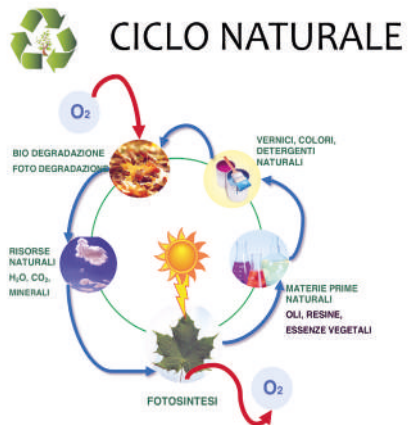 CICLO NATURALE
O₂
BIO DEGRADAZIONE
FOTO DEGRADAZIONE
VERNICI, COLORI,
DETERGENTI
NATURALI
RISORSE
NATURALI
H₂O, CO₂,
MINERALI
MATERIE PRIME
NATURALI
OLI, RESINE,
ESSENZE VEGETALI
FOTOSINTESI
O₂